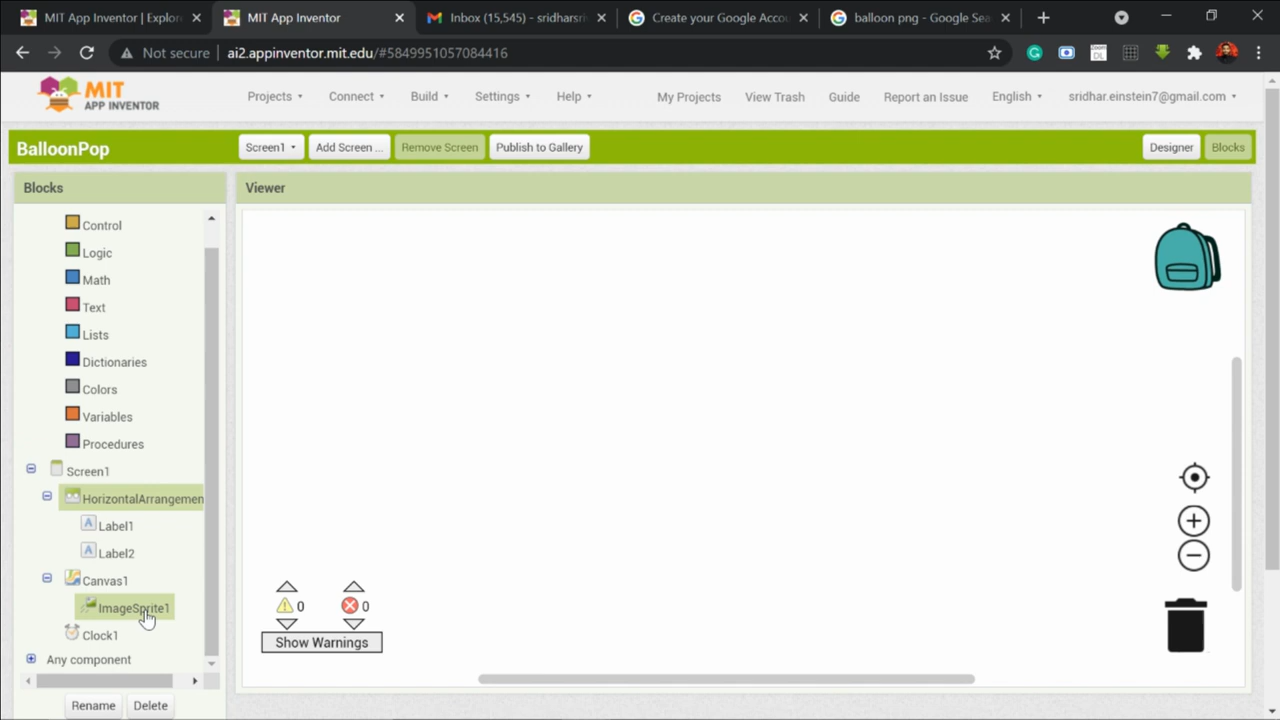 MIT App Inventor | Explor
MIT App Inventor
Inbox (15,545) - sridharsri
Create your Google Accou
balloon png - Google Sea
Not secure
ai2.appinventor.mit.edu/#5849951057084416
MIT
APP INVENTOR
Projects
Connect
Build
Settings
Help
My Projects
View Trash
Guide
Report an Issue
English
sridhar.einstein7@gmail.com
BalloonPop
Screen1
Add Screen ...
Remove Screen
Publish to Gallery
Designer
Blocks
Blocks
Viewer
Control
Logic
Math
Text
Lists
Dictionaries
Colors
Variables
Procedures
Screen1
HorizontalArrangemen
A Label1
A Label2
Canvas1
ImageSprite1
Clock1
Any component
Rename
Delete
0
0
Show Warnings